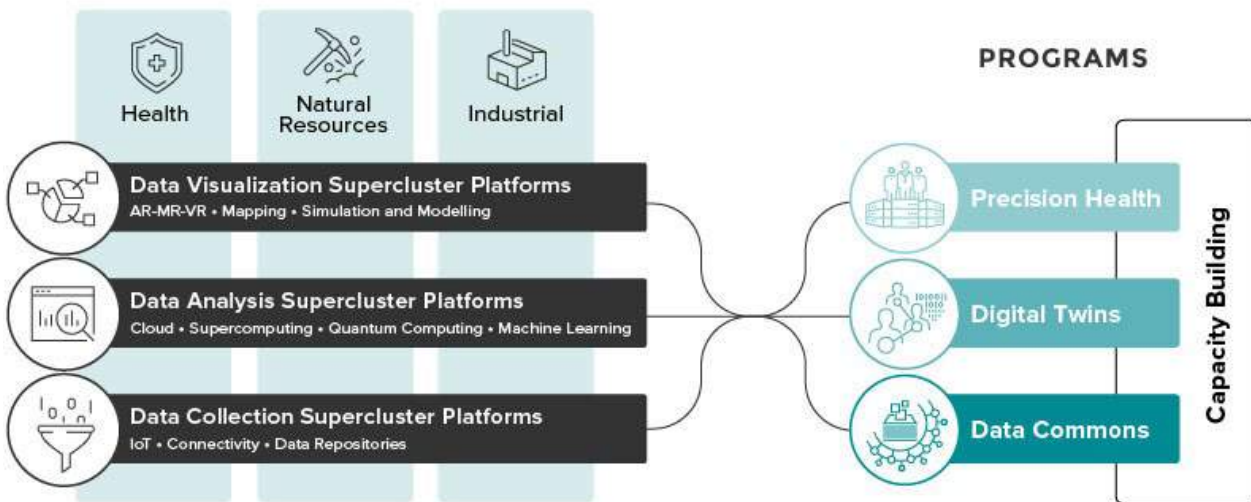 PROGRAMS
Health
Natural
Resources
Industrial
Data Visualization Supercluster Platforms
AR-MR-VR • Mapping • Simulation and Modelling
Data Analysis Supercluster Platforms
Cloud • Supercomputing • Quantum Computing • Machine Learning
Data Collection Supercluster Platforms
IoT • Connectivity • Data Repositories
Precision Health
Digital Twins
Data Commons
Capacity Building